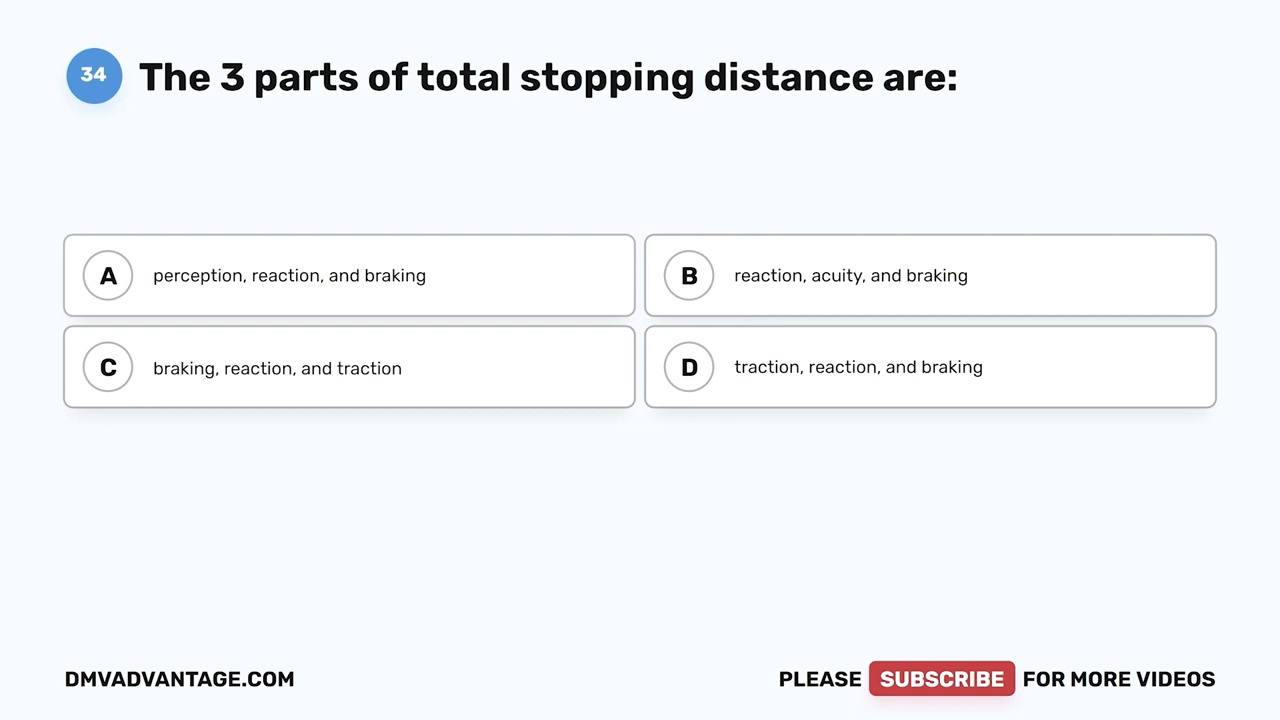 34 The 3 parts of total stopping distance are:
A perception, reaction, and braking
B reaction, acuity, and braking
C braking, reaction, and traction
D traction, reaction, and braking
DMVADVANTAGE.COM
PLEASE SUBSCRIBE FOR MORE VIDEOS